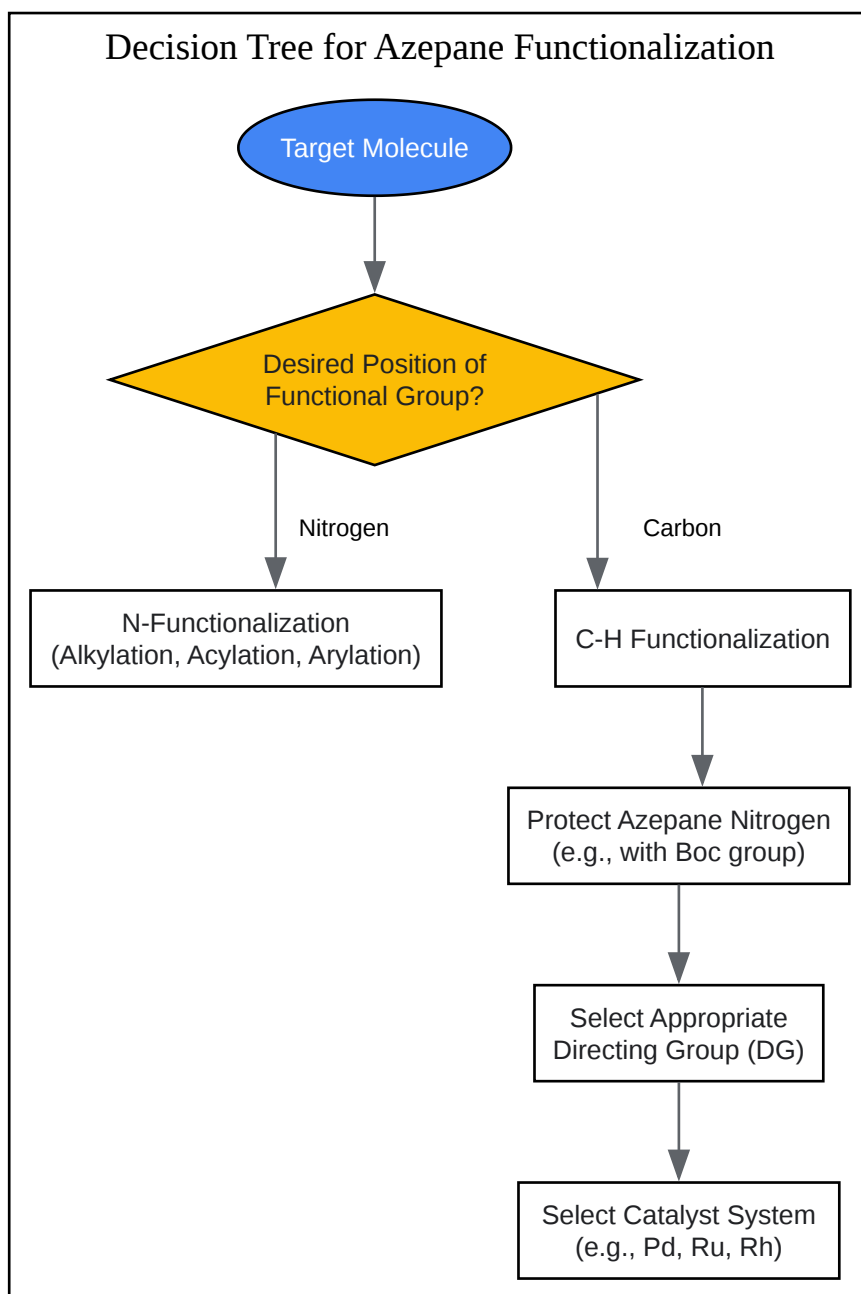 Decision Tree for Azepane Functionalization
Target Molecule
Desired Position of
Functional Group?
Nitrogen
Carbon
N-Functionalization
(Alkylation, Acylation, Arylation)
C-H Functionalization
Protect Azepane Nitrogen
(e.g., with Boc group)
Select Appropriate
Directing Group (DG)
Select Catalyst System
(e.g., Pd, Ru, Rh)